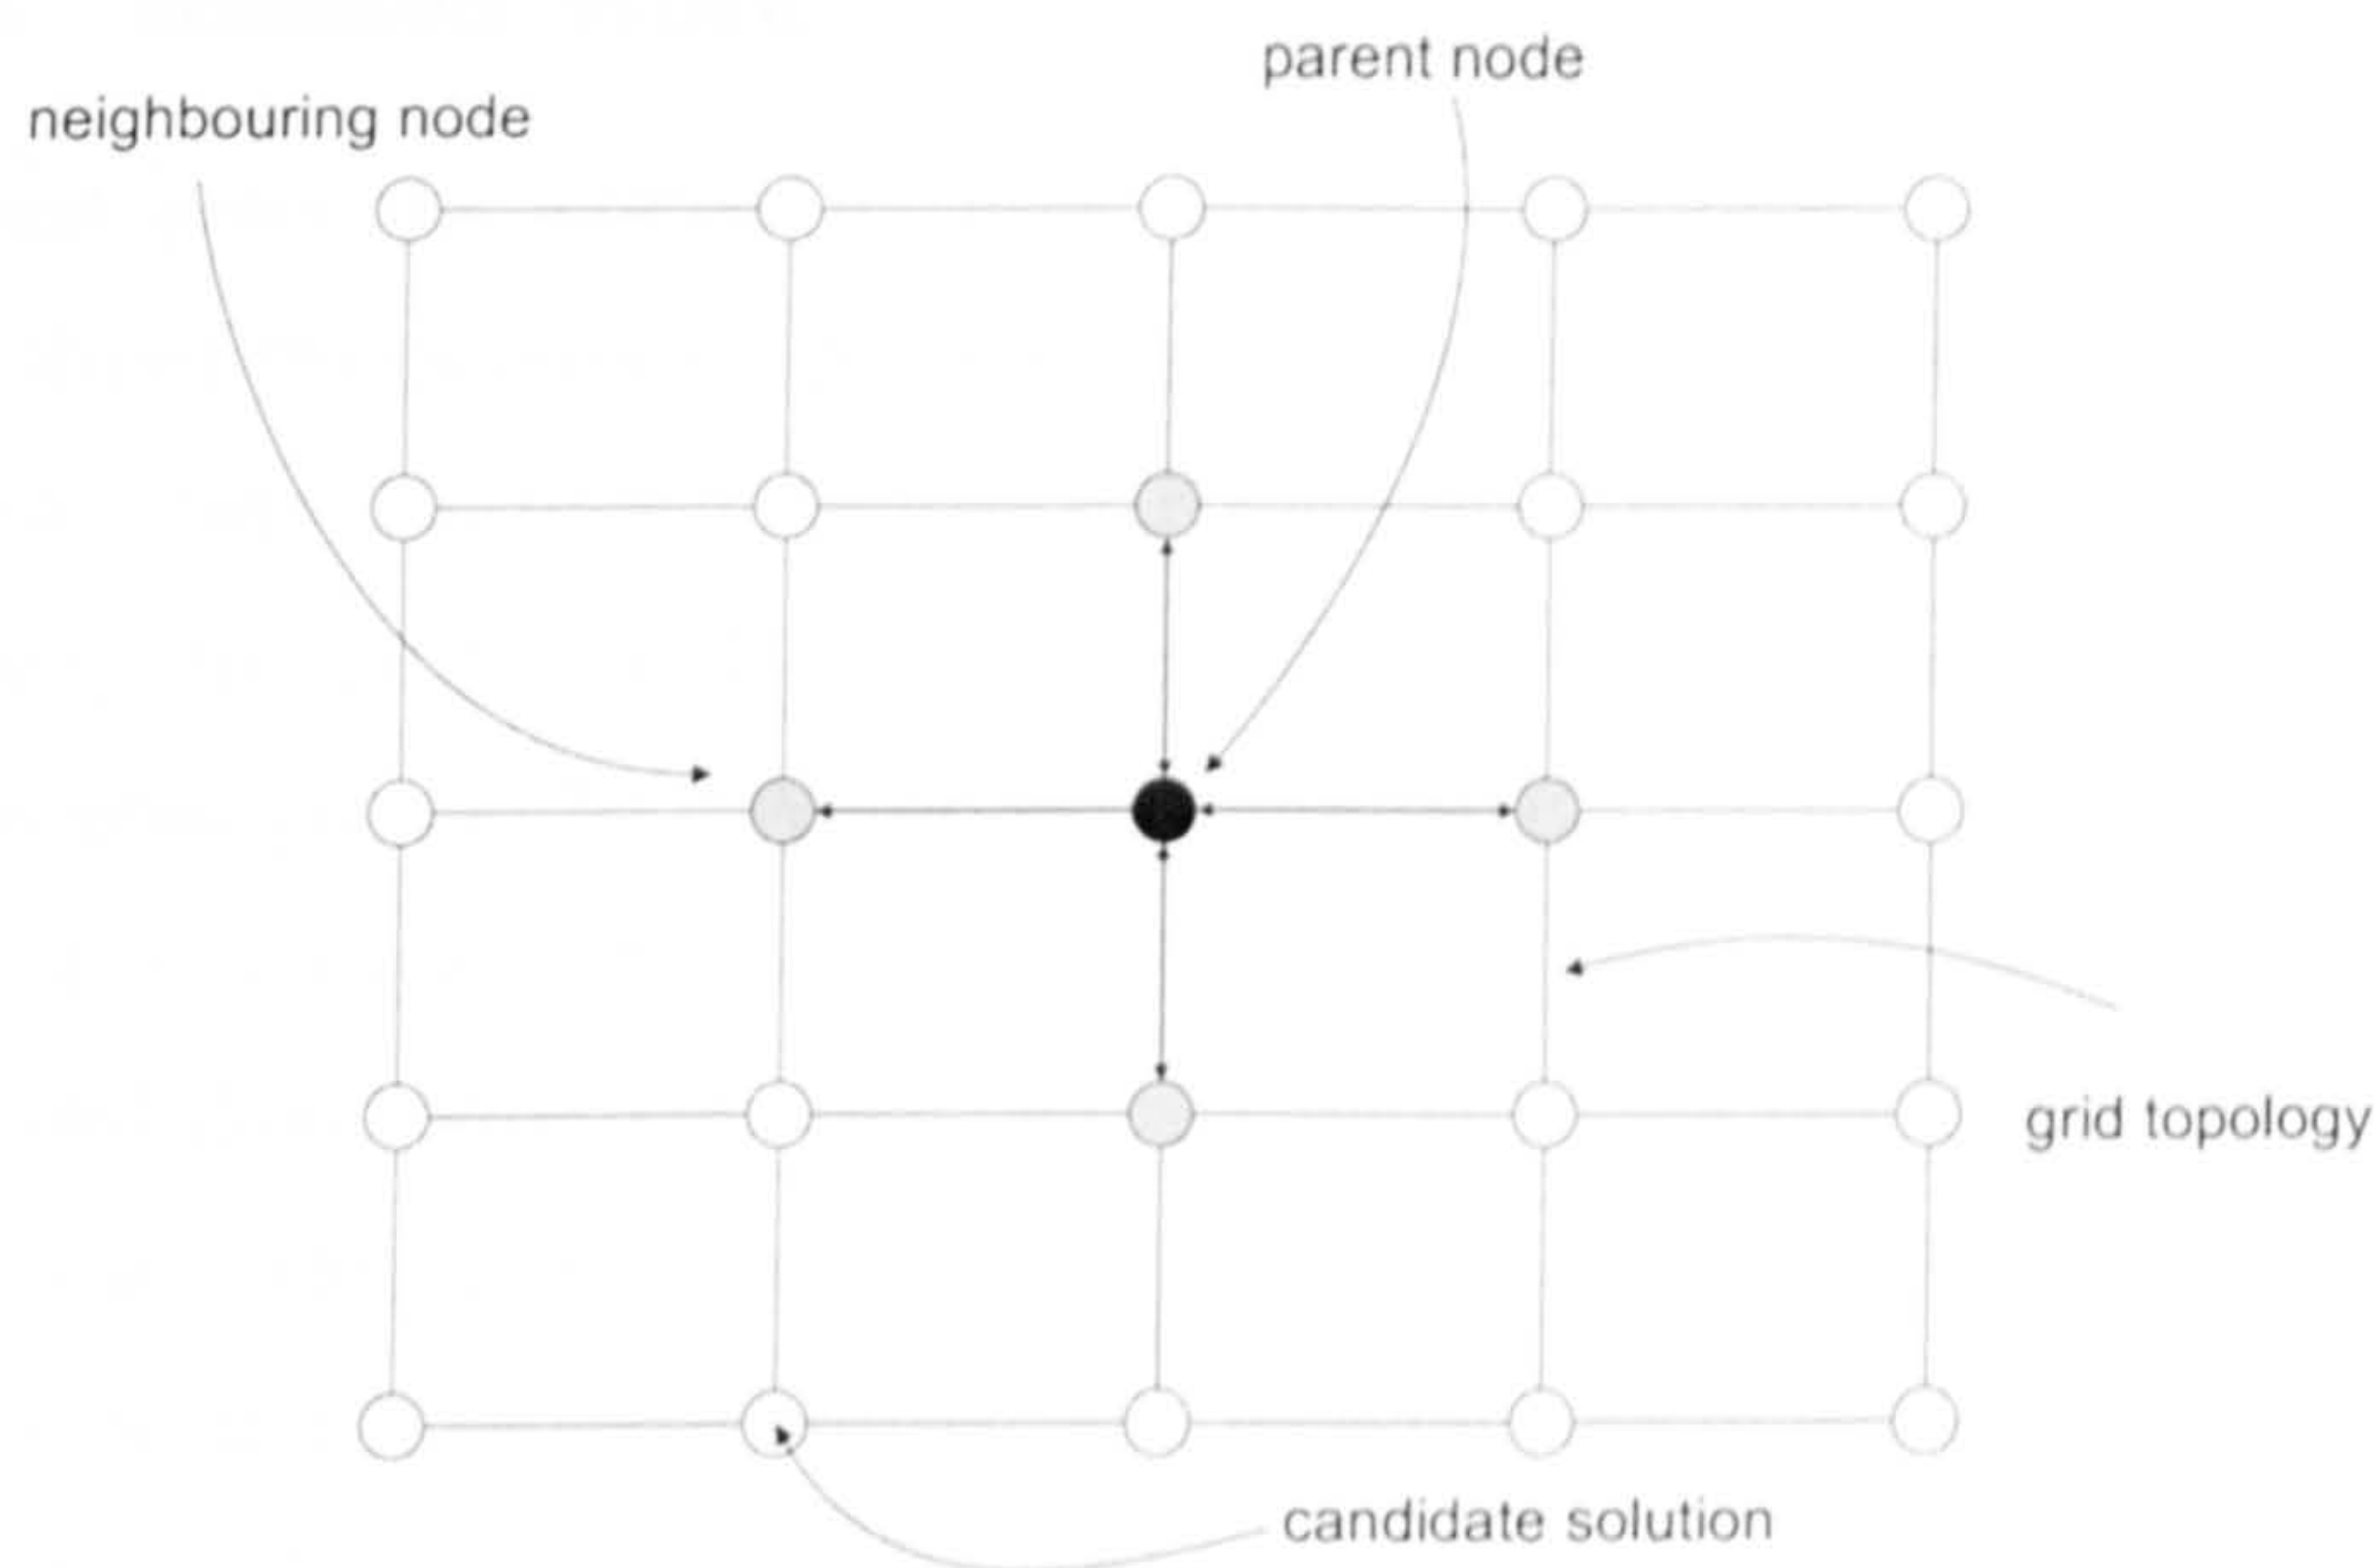 parent node
neighbouring node
grid topology
candidate solution